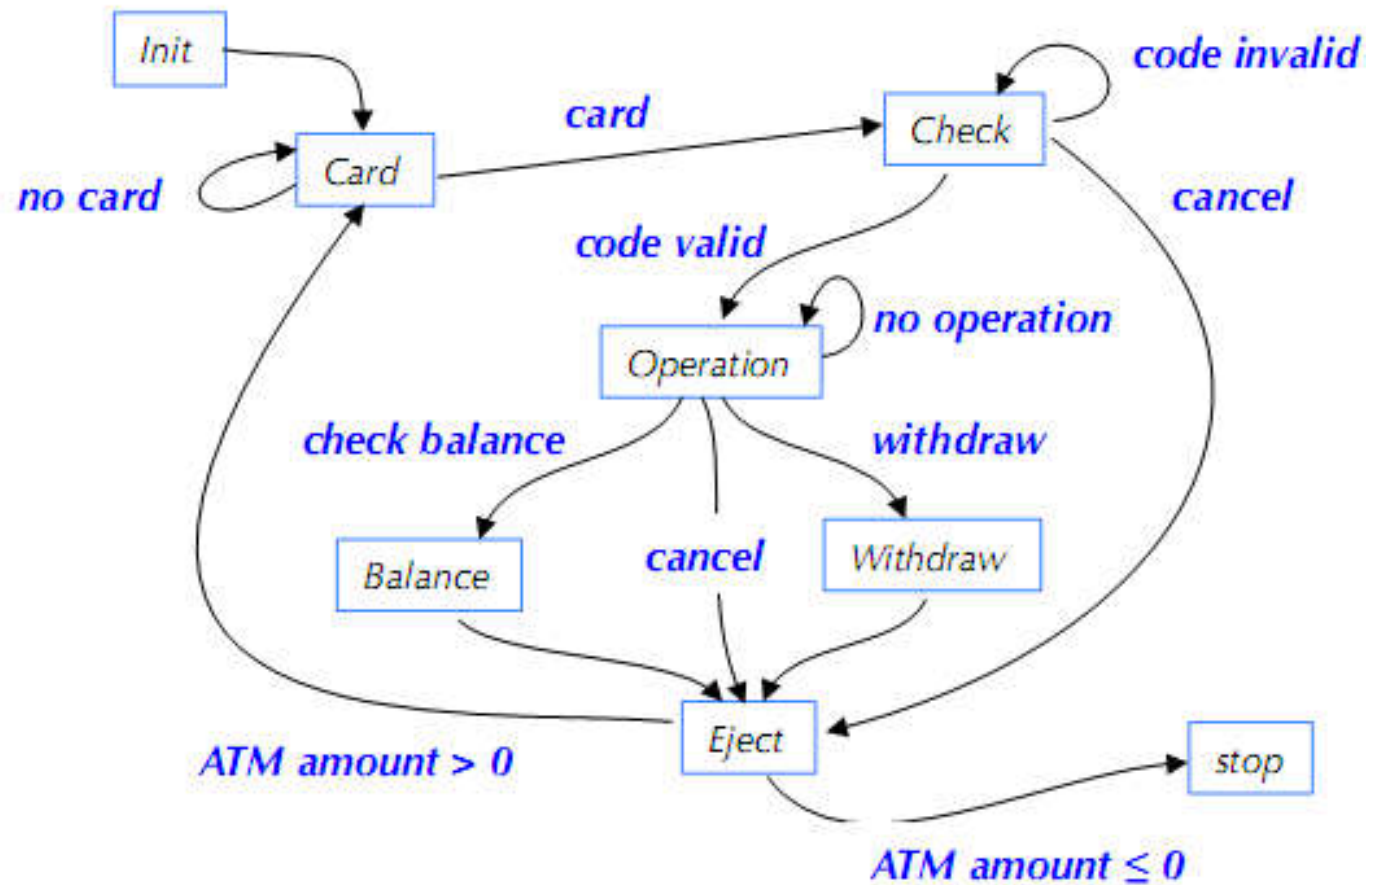 Init
code invalid
card
Check
Card
no card
cancel
code valid
no operation
Operation
check balance
withdraw
cancel
Withdraw
Balance
Eject
ATM amount > 0
stop
ATM amount ≤ 0